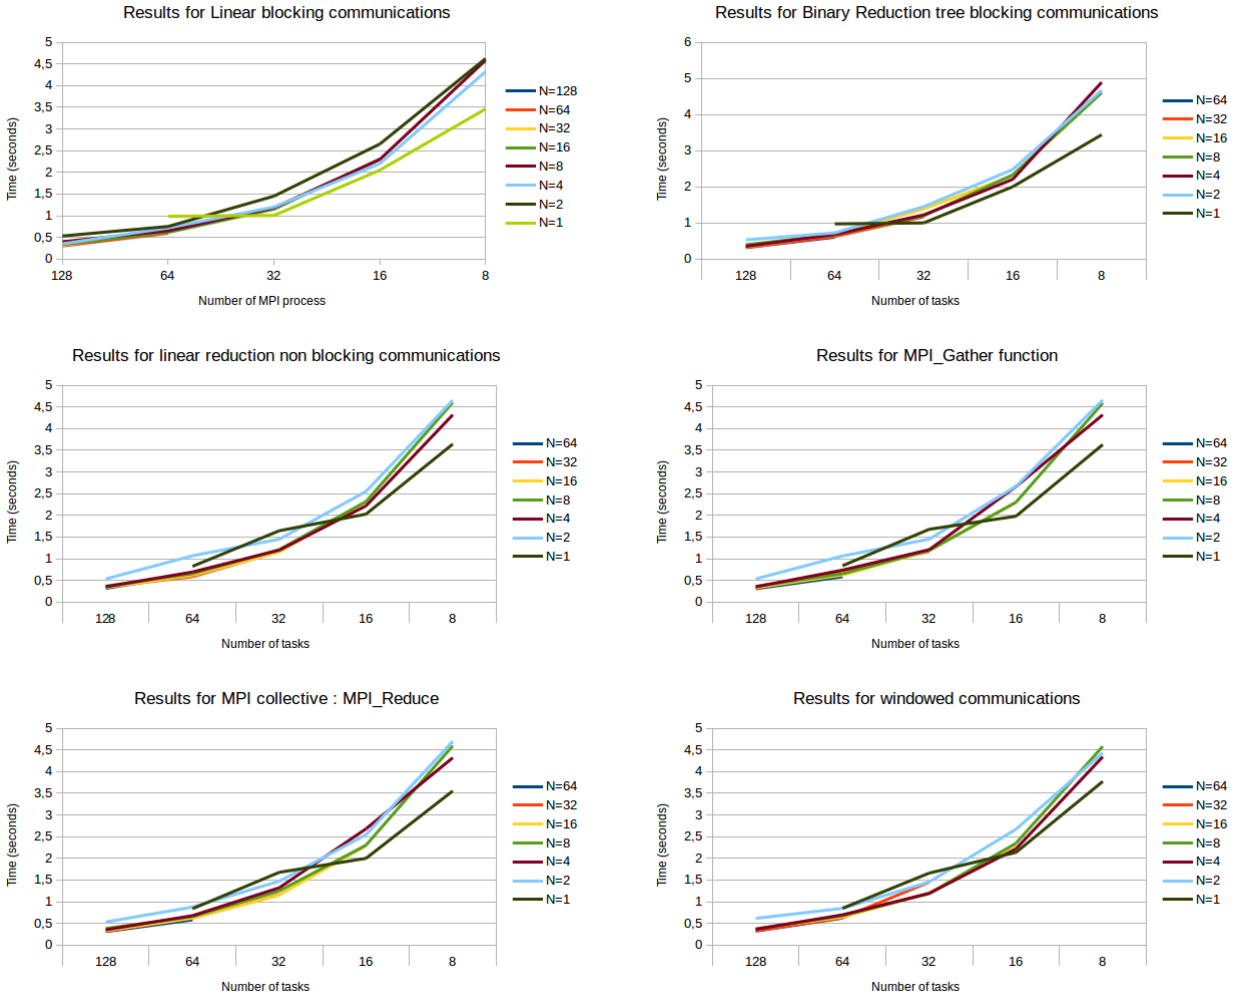 Results for Linear blocking communications
5
4,5
4
3,5
3
2,5
2
1,5
1
0,5
0
Time (seconds)
128
64
32
16
8
Number of MPI process
N=128
N=64
N=32
N=16
N=8
N=4
N=2
N=1
Results for Binary Reduction tree blocking communications
6
5
4
3
2
1
0
Time (seconds)
128
64
32
16
8
Number of tasks
N=64
N=32
N=16
N=8
N=4
N=2
N=1
Results for linear reduction non blocking communications
5
4,5
4
3,5
3
2,5
2
1,5
1
0,5
0
Time (seconds)
128
64
32
16
8
Number of tasks
N=64
N=32
N=16
N=8
N=4
N=2
N=1
Results for MPI_Gather function
5
4,5
4
3,5
3
2,5
2
1,5
1
0,5
0
Time (seconds)
128
64
32
16
8
Number of tasks
N=64
N=32
N=16
N=8
N=4
N=2
N=1
Results for MPI collective : MPI_Reduce
5
4,5
4
3,5
3
2,5
2
1,5
1
0,5
0
Time (seconds)
128
64
32
16
8
Number of tasks
N=64
N=32
N=16
N=8
N=4
N=2
N=1
Results for windowed communications
5
4,5
4
3,5
3
2,5
2
1,5
1
0,5
0
Time (seconds)
128
64
32
16
8
Number of tasks
N=64
N=32
N=16
N=8
N=4
N=2
N=1